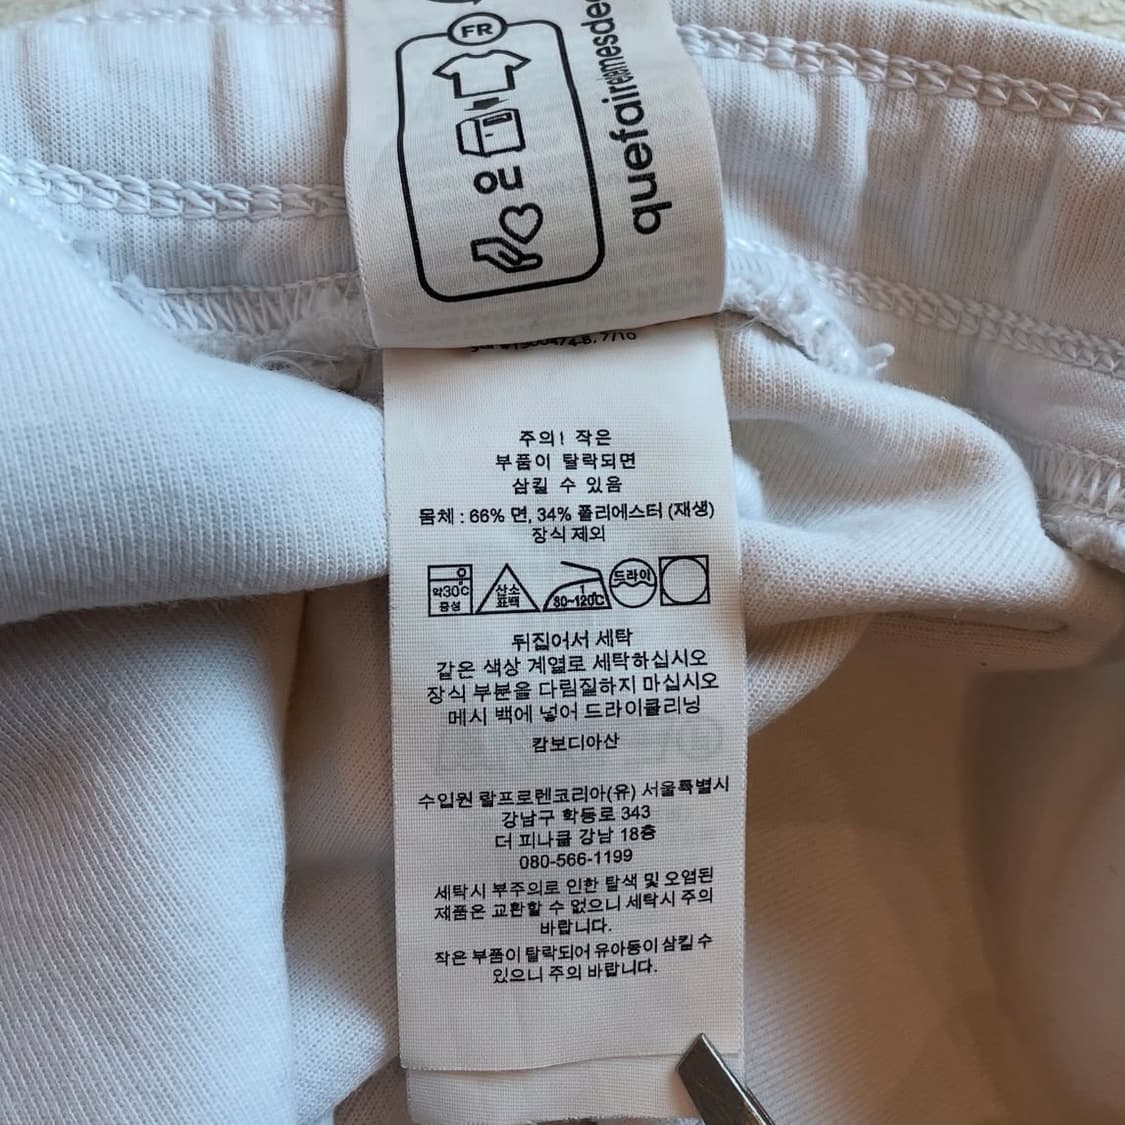 FR
OU
quefairedemesde
주의! 작은
부품이 탈락되면
삼킬 수 있음
몸체 : 66% 면, 34% 폴리에스터 (재생)
장식 제외
약30℃
중성
산소
표백
1
80~120℃
드라이
뒤집어서 세탁
같은 색상 계열로 세탁하십시오
장식 부분을 다림질하지 마십시오
메시 백에 넣어 드라이클리닝
캄보디아산
수입원 랄프로렌코리아(유) 서울특별시
강남구 학동로 343
더 피나클 강남 18층
080-566-1199
세탁시 부주의로 인한 탈색 및 오염된
제품은 교환할 수 없으니 세탁시 주의
바랍니다.
작은 부품이 탈락되어 유아동이 삼킬 수
있으니 주의 바랍니다.